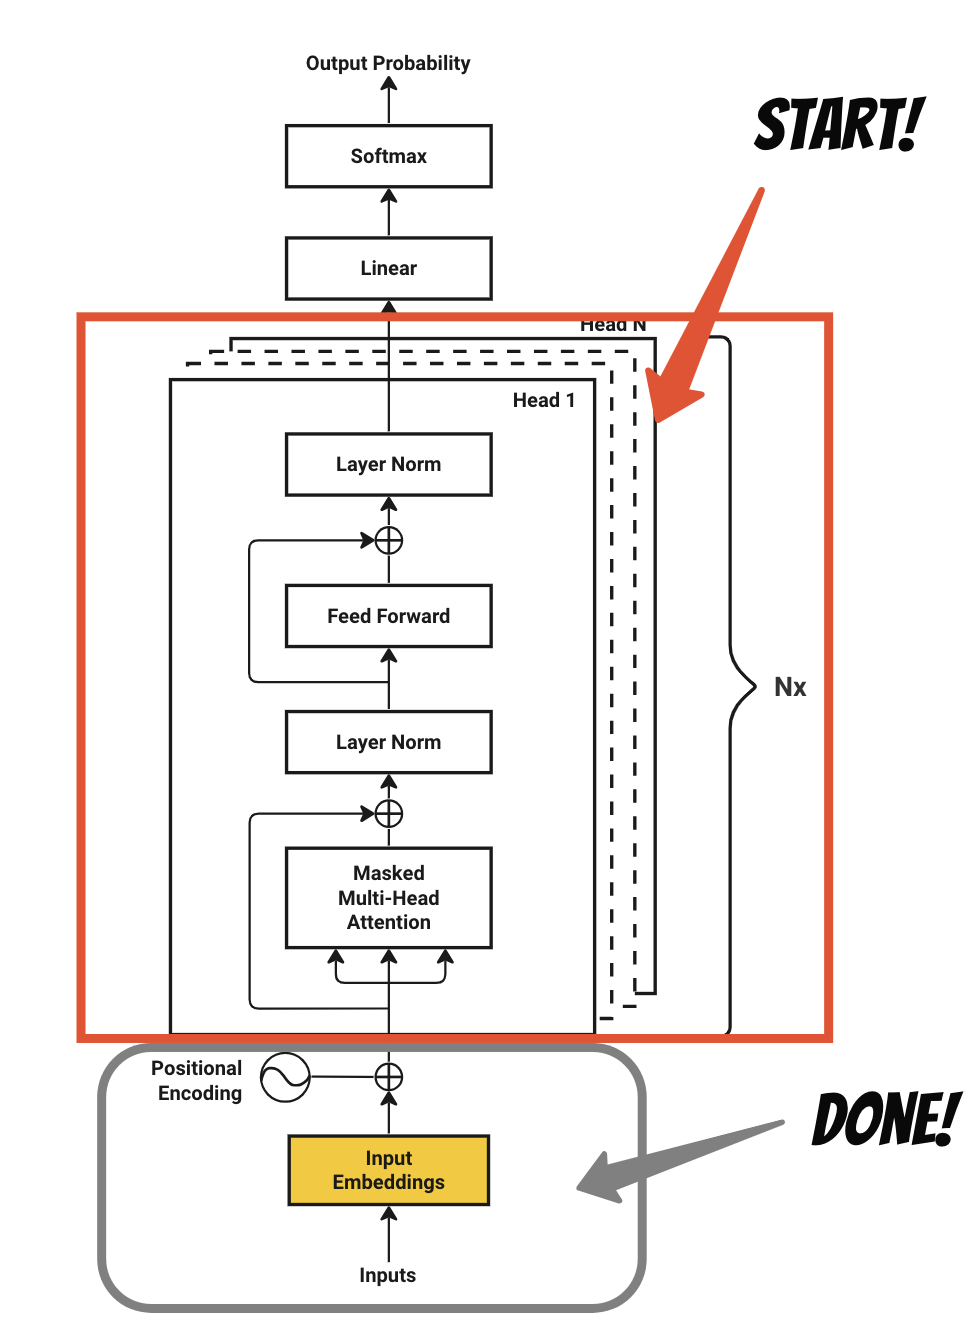 Output Probability
START!
Softmax
Linear
Head N
Head 1
Layer Norm
Feed Forward
Nx
Layer Norm
Masked
Multi-Head
Attention
Positional
Encoding
DONE!
Input
Embeddings
Inputs